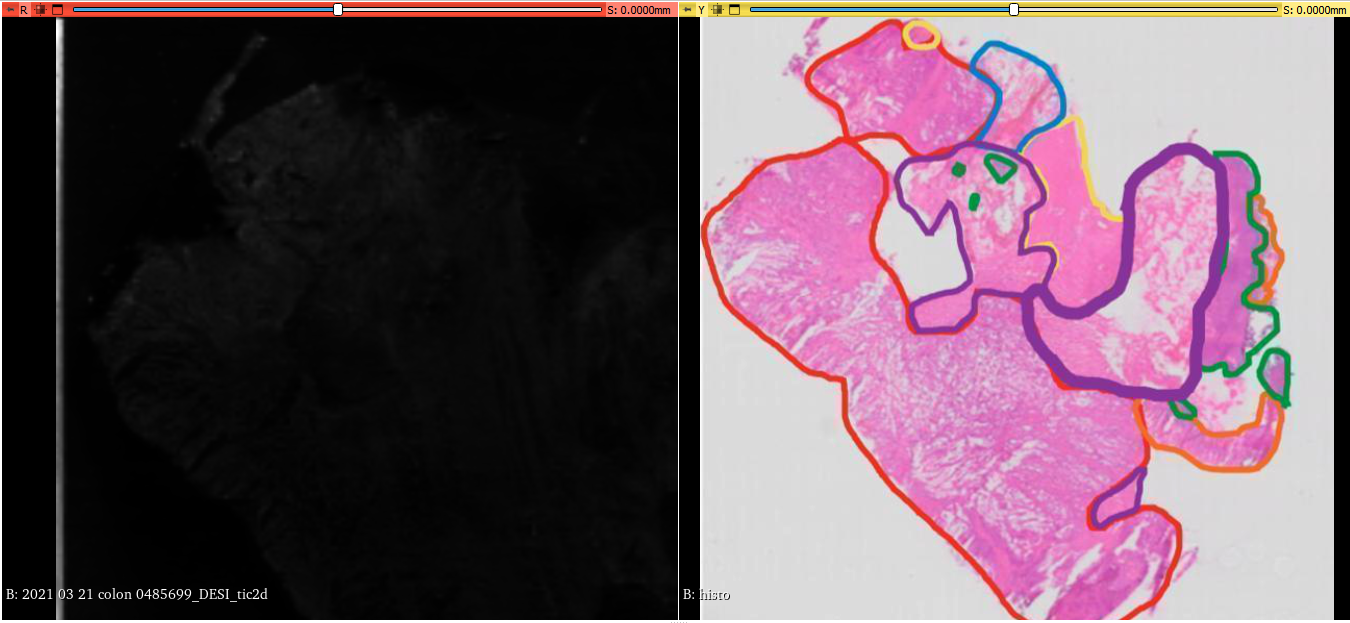 R
S: 0.0000mm
Y
S: 0.0000mm
B: 2021 03 21 colon 0485699_DESI_tic2d
B: histo